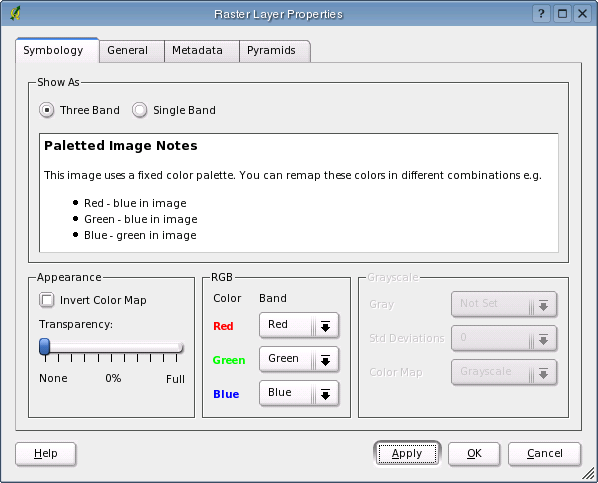 Raster Layer Properties
Symbology General Metadata Pyramids
Show As
Three Band Single Band
Paletted Image Notes
This image uses a fixed color palette. You can remap these colors in different combinations e.g.
Red - blue in image
Green - blue in image
Blue - green in image
Appearance
Invert Color Map
Transparency:
None 0% Full
RGB
Color Band
Red Red
Green Green
Blue Blue
Grayscale
Gray Not Set
Std Deviations 0
Color Map Grayscale
Help Apply OK Cancel